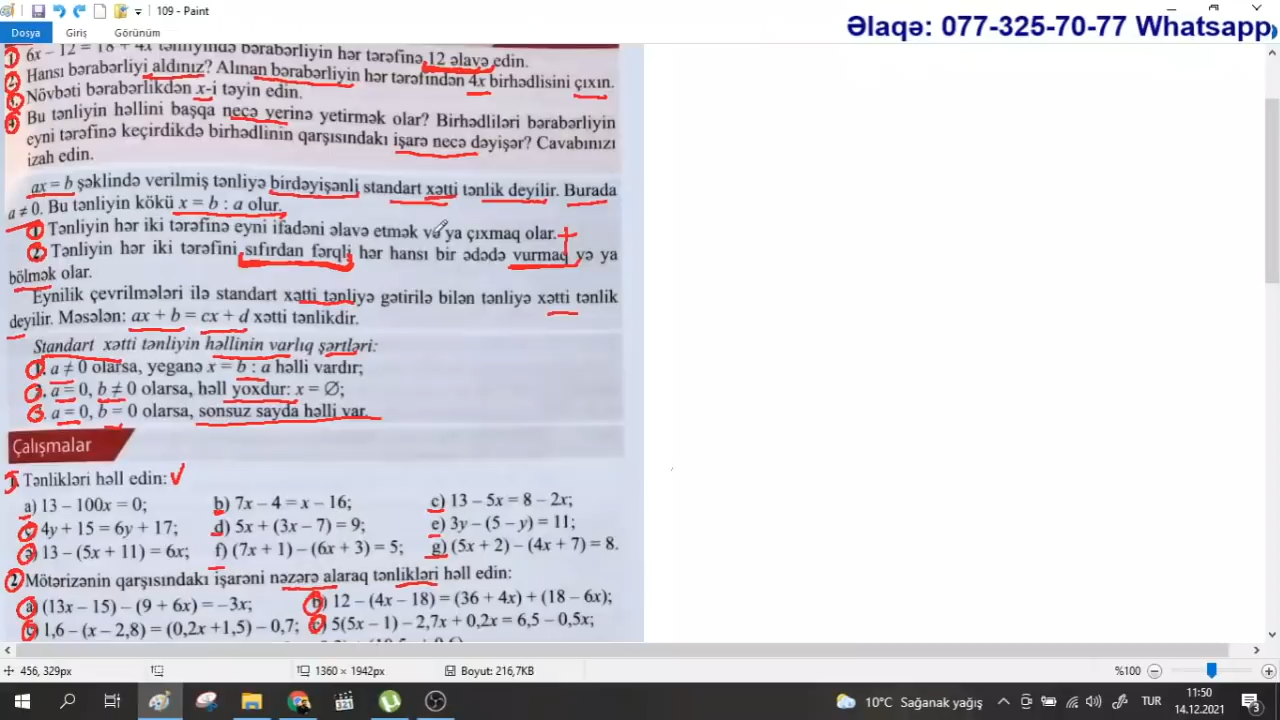 109 - Paint
Əlaqə: 077-325-70-77 Whatsapp
Dosya Giriş Görünüm
6x – 12 = 18 + 4x tənliyində bərabərliyin hər tərəfinə 12 əlavə edin.
Hansı bərabərliyi aldınız? Alınan bərabərliyin hər tərəfindən 4x birhədlisini çıxın.
Növbəti bərabərlikdən x-i təyin edin.
Bu tənliyin həllini başqa necə yerinə yetirmək olar? Birhədliləri bərabərliyin
eyni tərəfinə keçirdikdə birhədlinin qarşısındakı işarə necə dəyişər? Cavabınızı
izah edin.
ax = b şəklində verilmiş tənliyə birdəyişənli standart xətti tənlik deyilir. Burada
a ≠ 0. Bu tənliyin kökü x = b : a olur.
1 Tənliyin hər iki tərəfinə eyni ifadəni əlavə etmək və ya çıxmaq olar.
2 Tənliyin hər iki tərəfini sıfırdan fərqli hər hansı bir ədədə vurmaq və ya
bölmək olar.
Eynilik çevrilmələri ilə standart xətti tənliyə gətirilə bilən tənliyə xətti tənlik
deyilir. Məsələn: ax + b = cx + d xətti tənlikdir.
Standart xətti tənliyin həllinin varlıq şərtləri:
1. a ≠ 0 olarsa, yeganə x = b : a həlli vardır;
2. a = 0, b ≠ 0 olarsa, həll yoxdur: x = ∅;
3. a = 0, b = 0 olarsa, sonsuz sayda həlli var.
Çalışmalar
1. Tənlikləri həll edin:
a) 13 – 100x = 0; b) 7x – 4 = x – 16; c) 13 – 5x = 8 – 2x;
ç) 4y + 15 = 6y + 17; d) 5x + (3x – 7) = 9; e) 3y – (5 – y) = 11;
ə) 13 – (5x + 11) = 6x; f) (7x + 1) – (6x + 3) = 5; g) (5x + 2) – (4x + 7) = 8.
2 Mötərizənin qarşısındakı işarəni nəzərə alaraq tənlikləri həll edin:
a) (13x – 15) – (9 + 6x) = –3x; b) 12 – (4x – 18) = (36 + 4x) + (18 – 6x);
c) 1,6 – (x – 2,8) = (0,2x +1,5) – 0,7; ç) 5(5x – 1) – 2,7x + 0,2x = 6,5 – 0,5x;
456, 329px 1360 × 1942px Boyut: 216,7KB %100
10°C Sağanak yağış TUR 11:50
14.12.2021 3